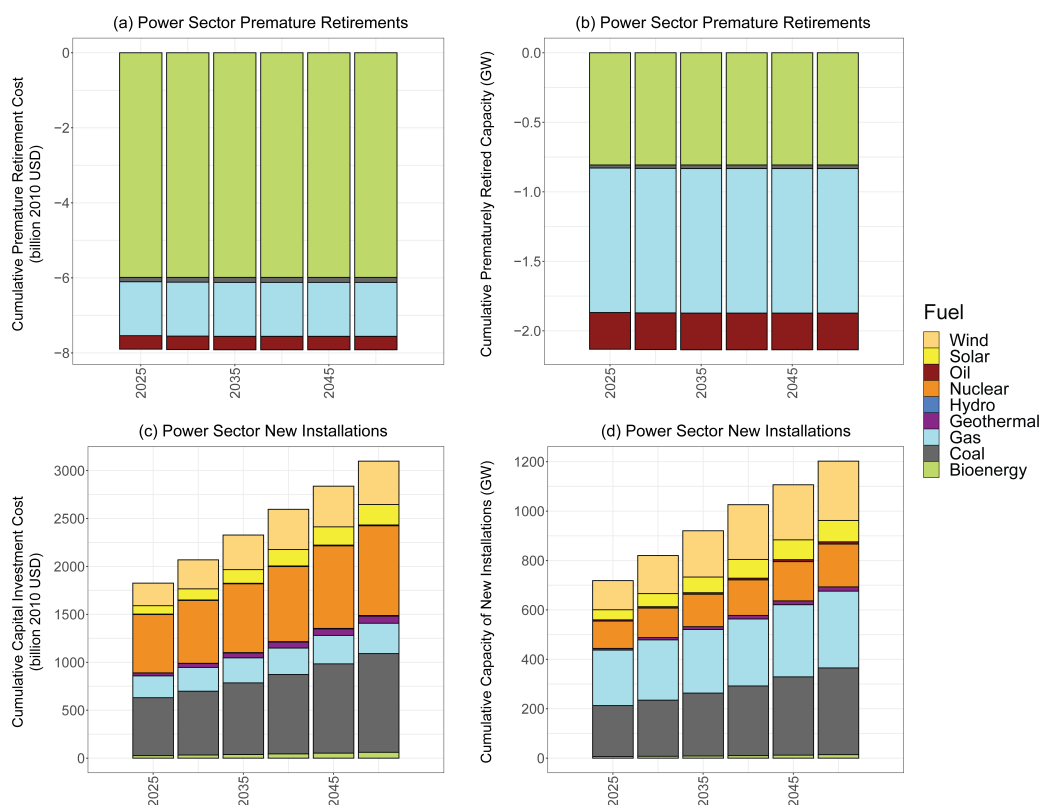 (a) Power Sector Premature Retirements
Cumulative Premature Retirement Cost
(billion 2010 USD)
0
−2
−4
−6
−8
2025
2035
2045
(b) Power Sector Premature Retirements
Cumulative Prematurely Retired Capacity (GW)
0.0
−0.5
−1.0
−1.5
−2.0
2025
2035
2045
(c) Power Sector New Installations
Cumulative Capital Investment Cost
(billion 2010 USD)
3000
2500
2000
1500
1000
500
0
2025
2035
2045
(d) Power Sector New Installations
Cumulative Capacity of New Installations (GW)
1200
1000
800
600
400
200
0
2025
2035
2045
Fuel
Wind
Solar
Oil
Nuclear
Hydro
Geothermal
Gas
Coal
Bioenergy